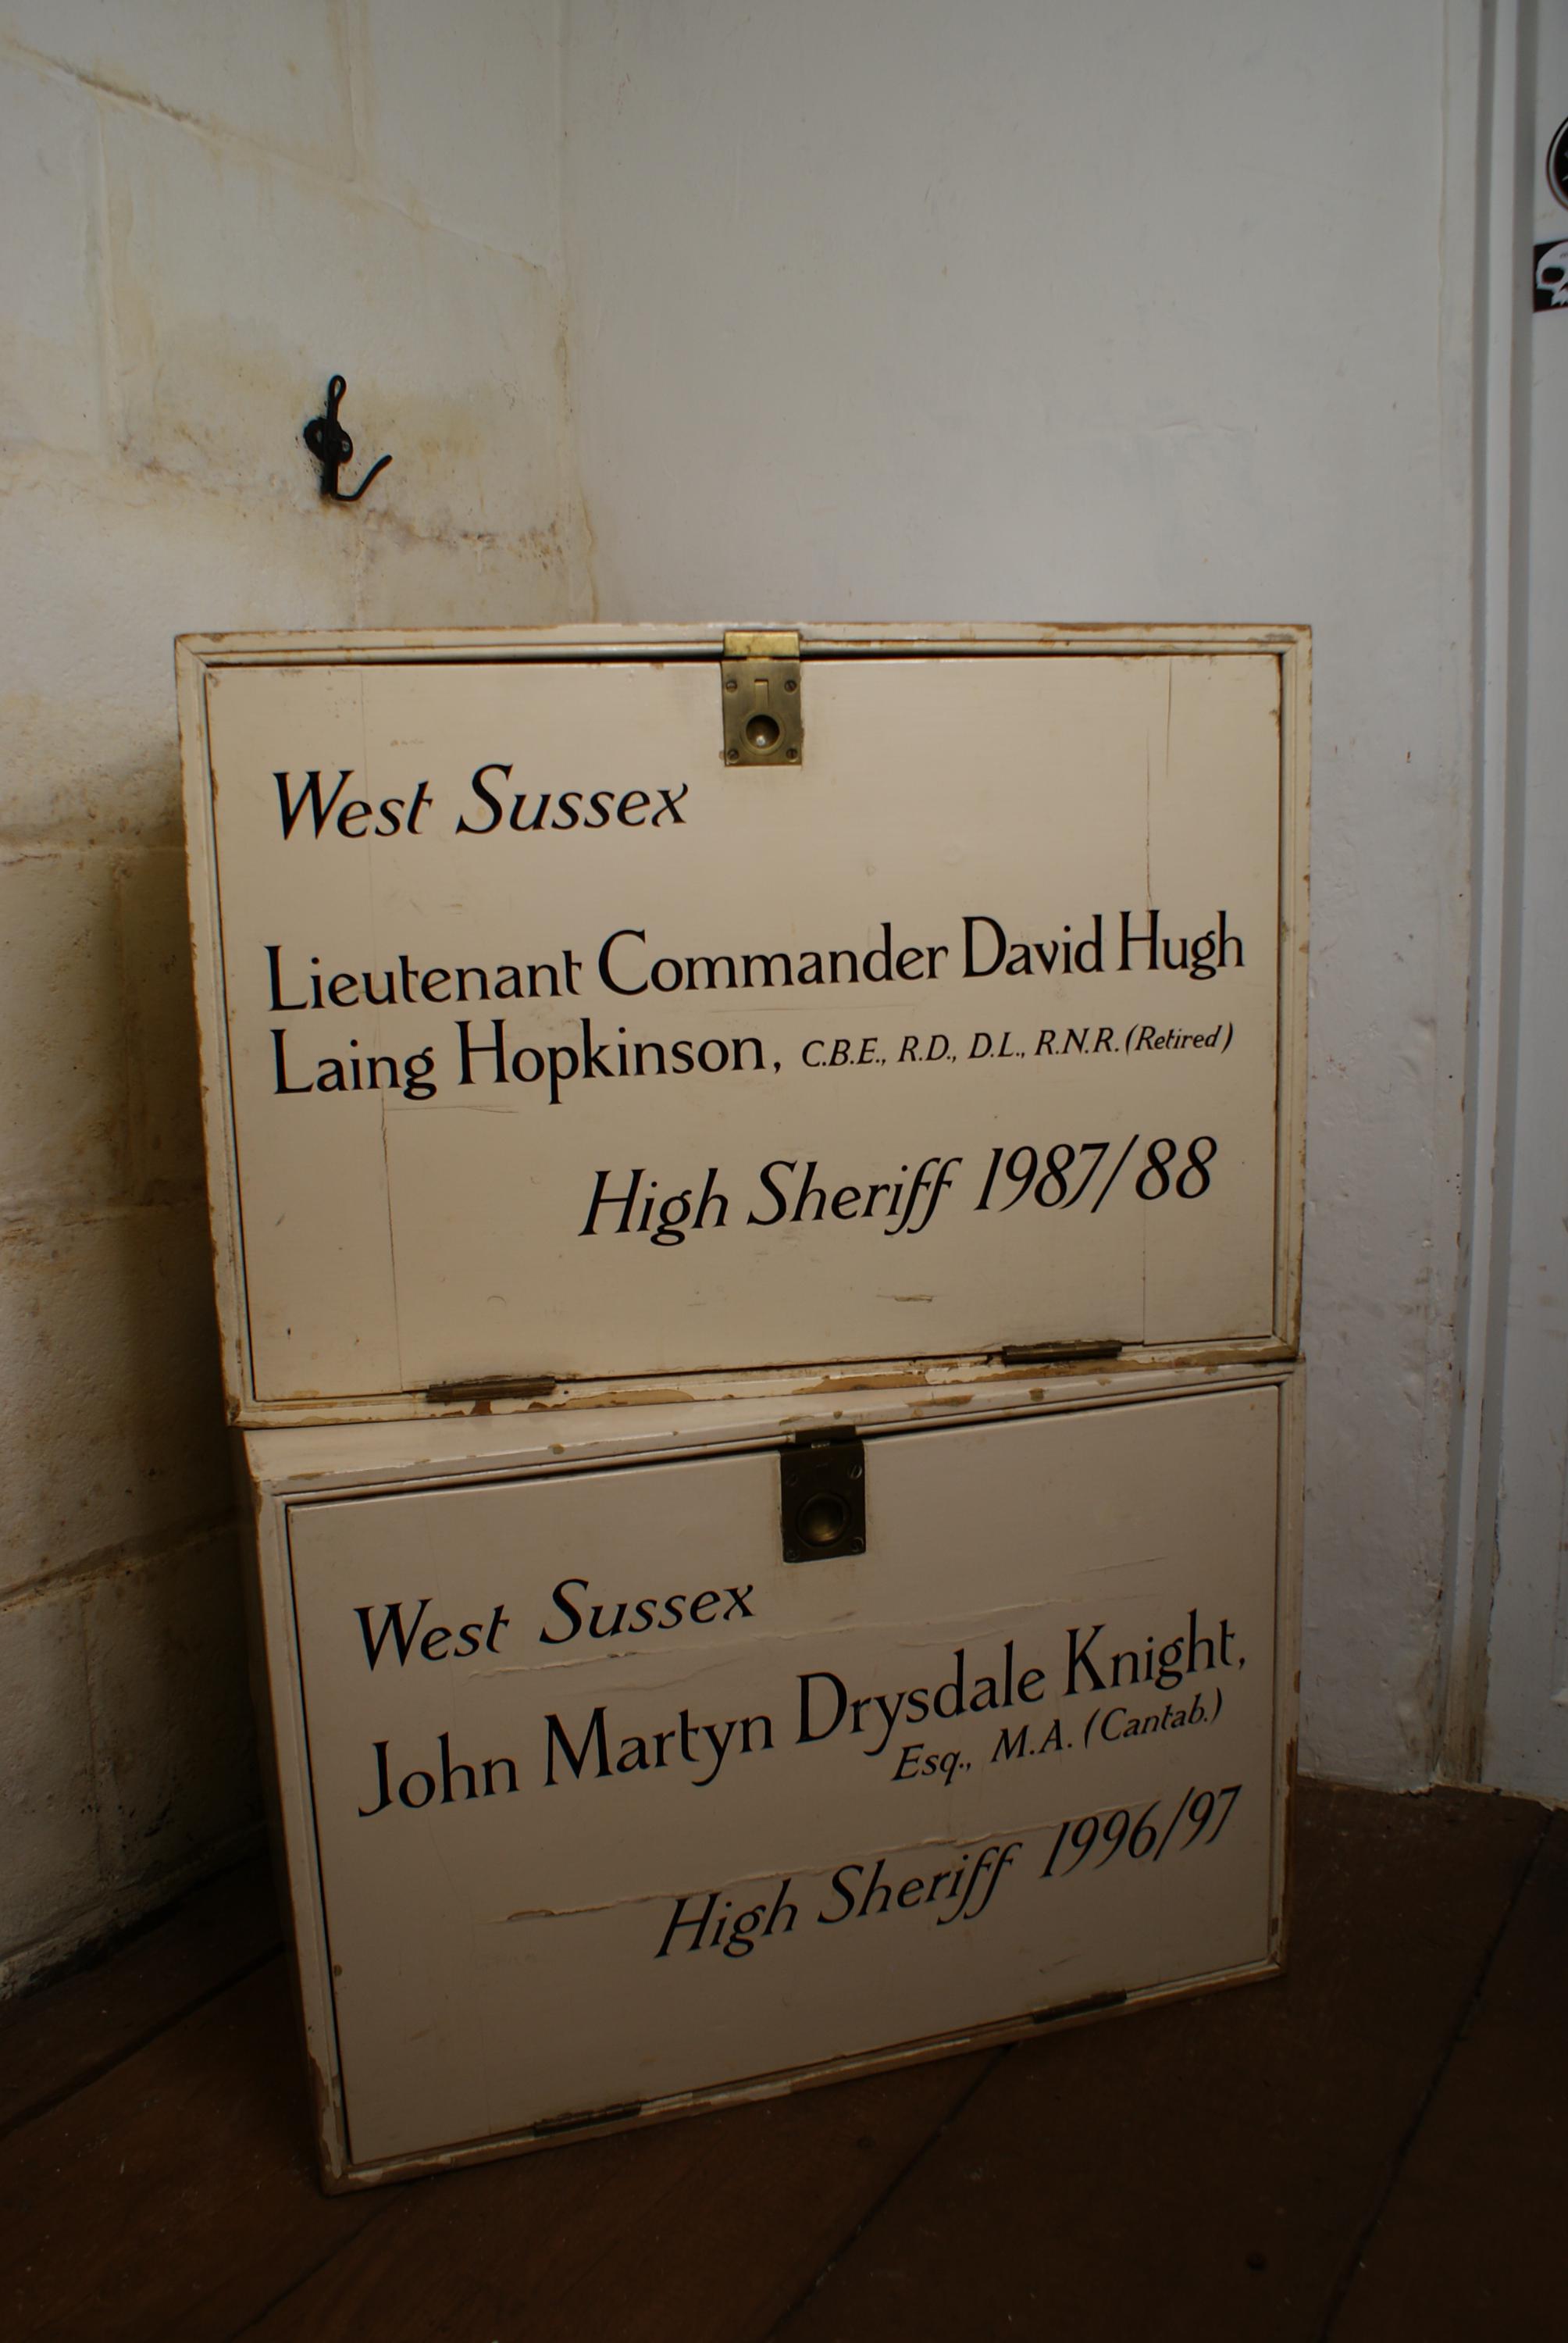 West Sussex
Lieutenant Commander David Hugh
Laing Hopkinson, C.B.E., R.D., D.L., R.N.R. (Retired)
High Sheriff 1987/88
West Sussex
John Martyn Drysdale Knight,
Esq., M.A. (Cantab.)
High Sheriff 1996/97